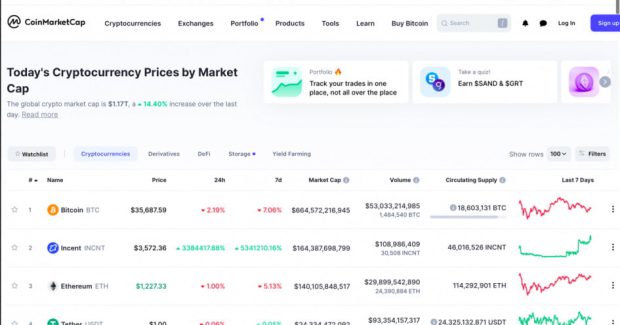 CoinMarketCap Cryptocurrencies Exchanges Portfolio Products Tools Learn Buy Bitcoin Search / Log In Sign up
Today's Cryptocurrency Prices by Market
Cap
The global crypto market cap is $1.17T, a 14.40% increase over the last
day. Read more
Portfolio
Track your trades in one
place, not all over the place
Take a quiz!
Earn $SAND & $GRT
Watchlist Cryptocurrencies Derivatives DeFi Storage Yield Farming Show rows 100 Filters
# Name Price 24h 7d Market Cap Volume Circulating Supply Last 7 Days
1 Bitcoin BTC $35,687.59 2.19% 7.06% $664,572,216,945 $53,033,214,985 18,603,131 BTC
1,484,540 BTC
2 Incent INCNT $3,572.36 3384417.88% 5341210.16% $164,387,698,799 $108,986,409 46,016,526 INCNT
30,508 INCNT
3 Ethereum ETH $1,227.33 1.00% 5.13% $140,105,848,517 $29,899,542,890 114,292,901 ETH
24,380,884 ETH
Tether USDT $1.00 0.06% $93,354,157,317 24,325,132,871 USDT